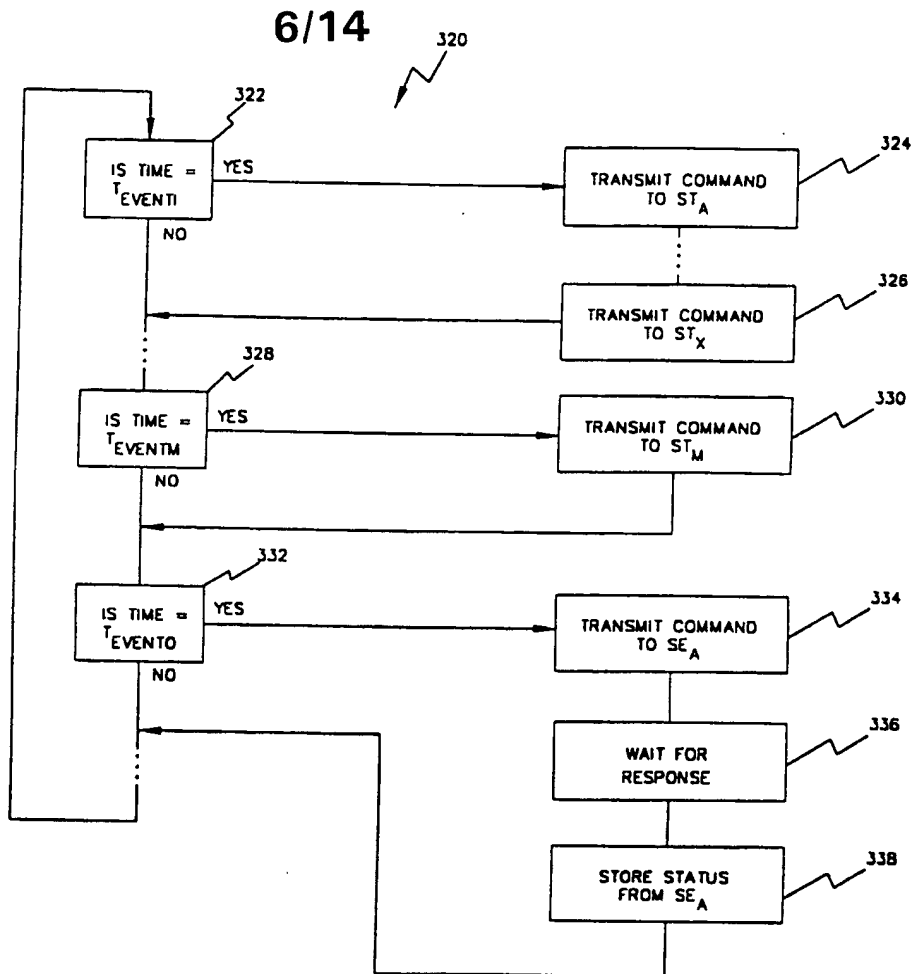 6/14
320
322
IS TIME =
TEVENTI
YES
NO
324
TRANSMIT COMMAND
TO STA
326
TRANSMIT COMMAND
TO STX
328
IS TIME =
TEVENTM
YES
NO
330
TRANSMIT COMMAND
TO STM
332
IS TIME =
TEVENTO
YES
NO
334
TRANSMIT COMMAND
TO SEA
336
WAIT FOR
RESPONSE
338
STORE STATUS
FROM SEA